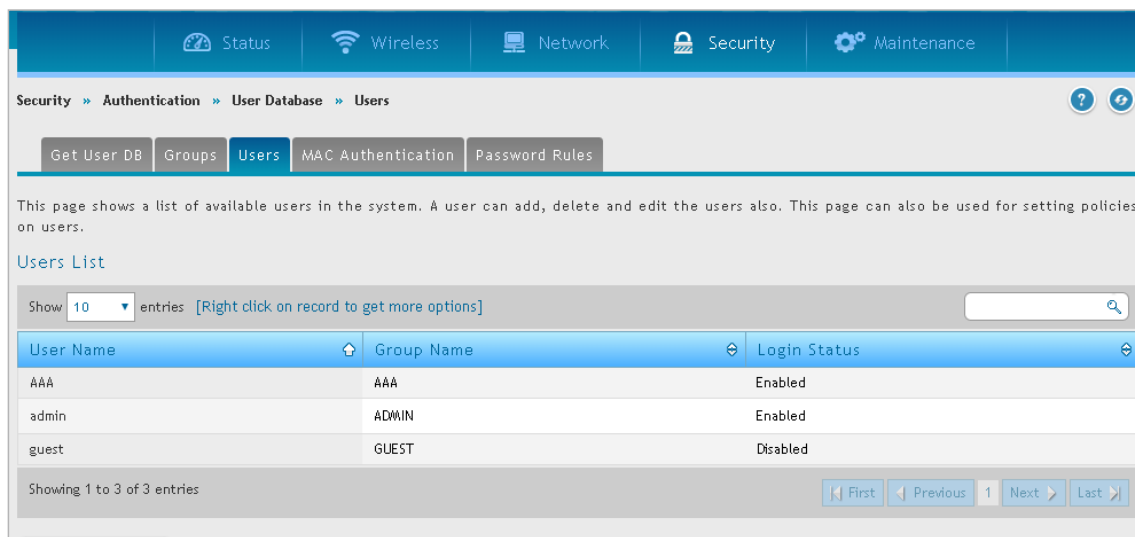 Status Wireless Network Security Maintenance
Security » Authentication » User Database » Users
Get User DB Groups Users MAC Authentication Password Rules
This page shows a list of available users in the system. A user can add, delete and edit the users also. This page can also be used for setting policies
on users.
Users List
Show 10 entries [Right click on record to get more options]
User Name Group Name Login Status
AAA AAA Enabled
admin ADMIN Enabled
guest GUEST Disabled
Showing 1 to 3 of 3 entries First Previous 1 Next Last